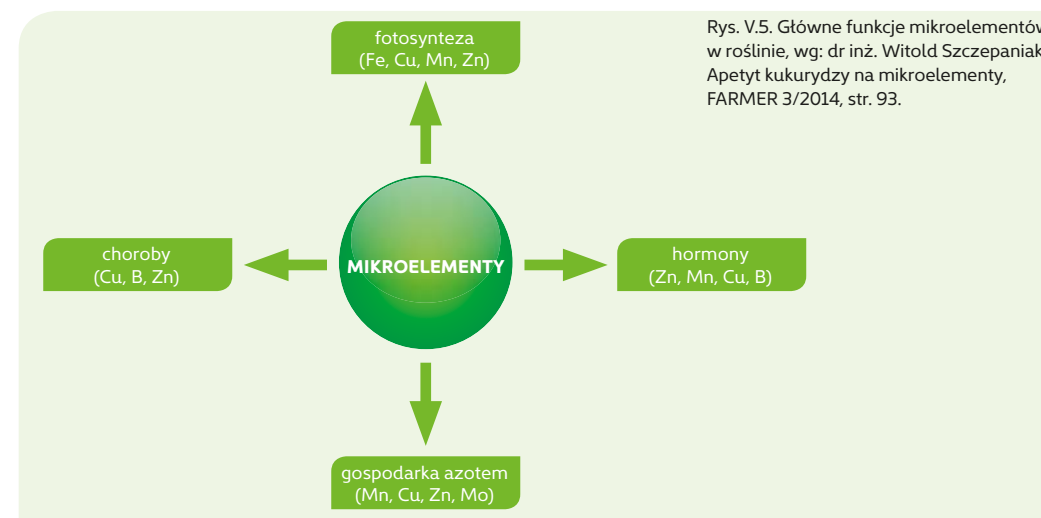 fotosynteza
(Fe, Cu, Mn, Zn)
Rys. V.5. Główne funkcje mikroelementów
w roślinie, wg: dr inż. Witold Szczepaniak
Apetyt kukurydzy na mikroelementy,
FARMER 3/2014, str. 93.
choroby
(Cu, B, Zn)
MIKROELEMENTY
hormony
(Zn, Mn, Cu, B)
gospodarka azotem
(Mn, Cu, Zn, Mo)